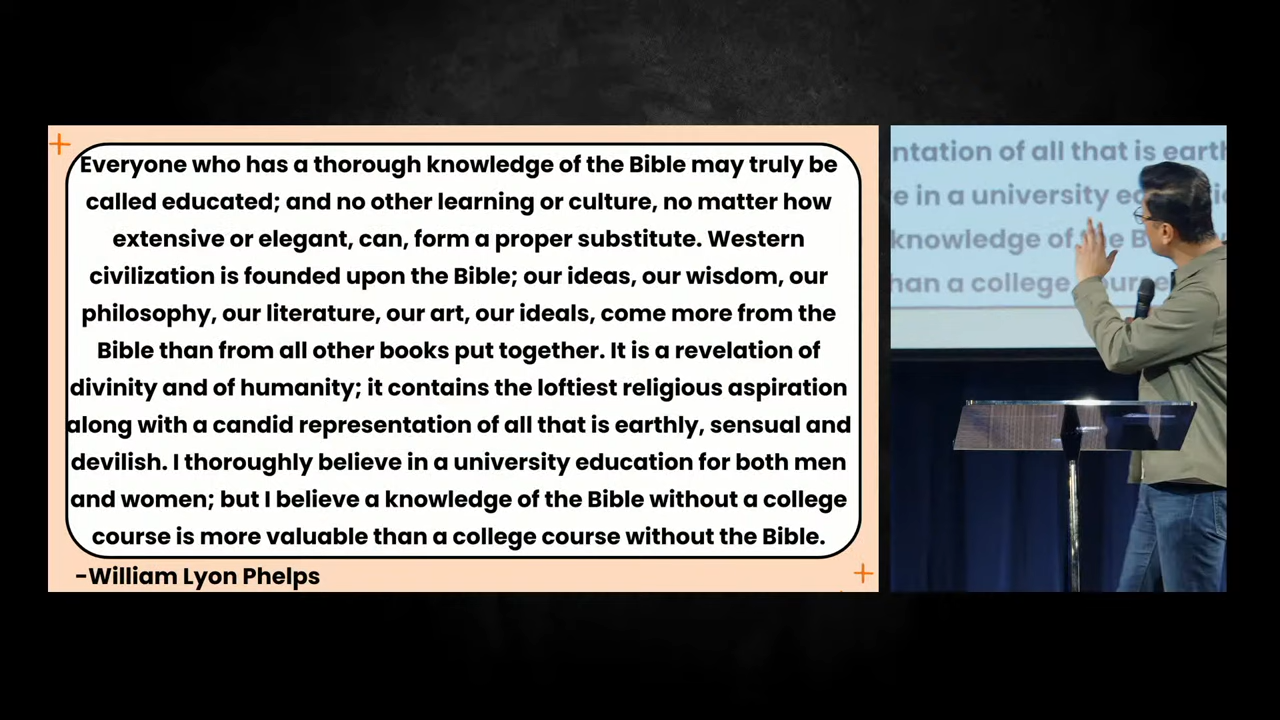 Everyone who has a thorough knowledge of the Bible may truly be
called educated; and no other learning or culture, no matter how
extensive or elegant, can, form a proper substitute. Western
civilization is founded upon the Bible; our ideas, our wisdom, our
philosophy, our literature, our art, our ideals, come more from the
Bible than from all other books put together. It is a revelation of
divinity and of humanity; it contains the loftiest religious aspiration
along with a candid representation of all that is earthly, sensual and
devilish. I thoroughly believe in a university education for both men
and women; but I believe a knowledge of the Bible without a college
course is more valuable than a college course without the Bible.
-William Lyon Phelps
ntation of all that is earth
e in a university
knowledge of the B
han a college course